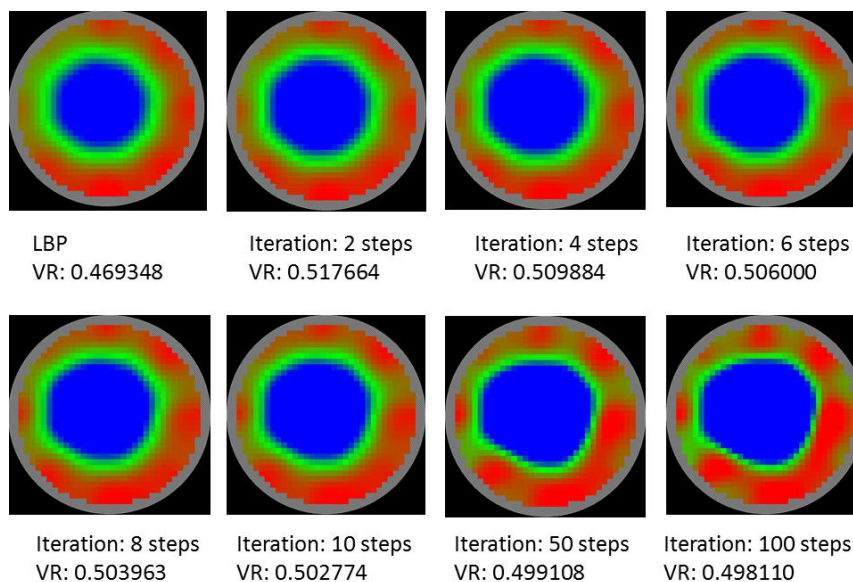 LBP
VR: 0.469348
Iteration: 2 steps
VR: 0.517664
Iteration: 4 steps
VR: 0.509884
Iteration: 6 steps
VR: 0.506000
Iteration: 8 steps
VR: 0.503963
Iteration: 10 steps
VR: 0.502774
Iteration: 50 steps
VR: 0.499108
Iteration: 100 steps
VR: 0.498110